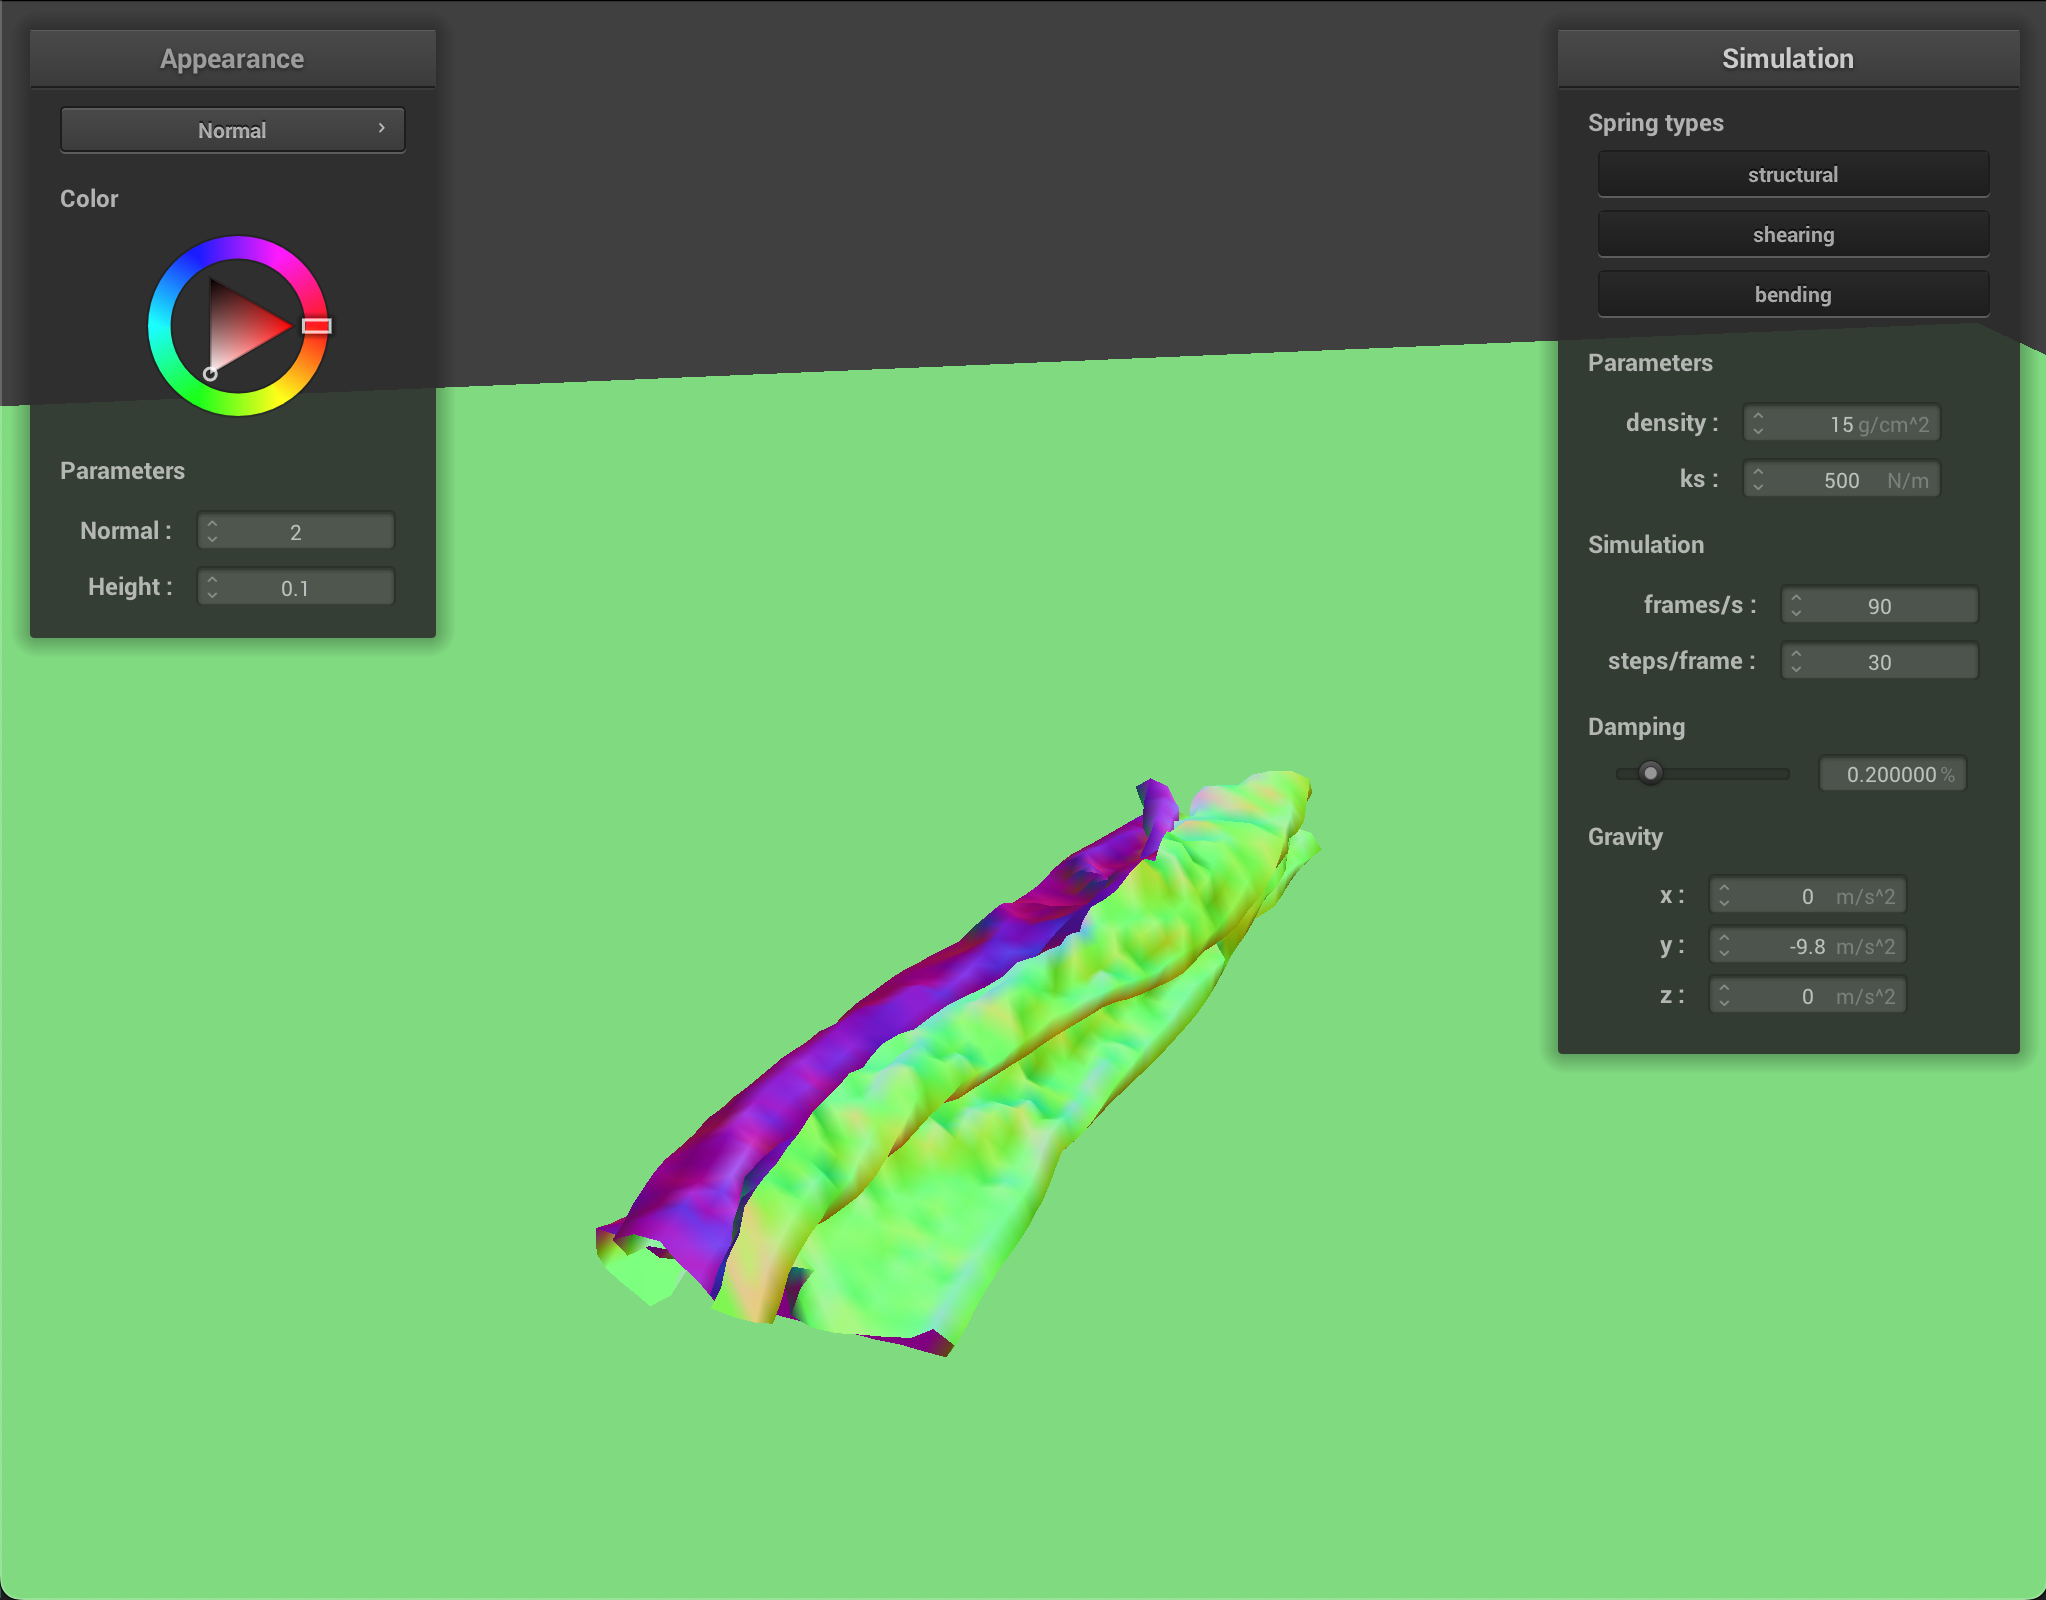 Appearance
Normal
Color
Parameters
Normal :
2
Height :
0.1
Simulation
Spring types
structural
shearing
bending
Parameters
density :
15 g/cm^2
ks :
500 N/m
Simulation
frames/s :
90
steps/frame :
30
Damping
0.200000 %
Gravity
x :
0 m/s^2
y :
-9.8 m/s^2
z :
0 m/s^2